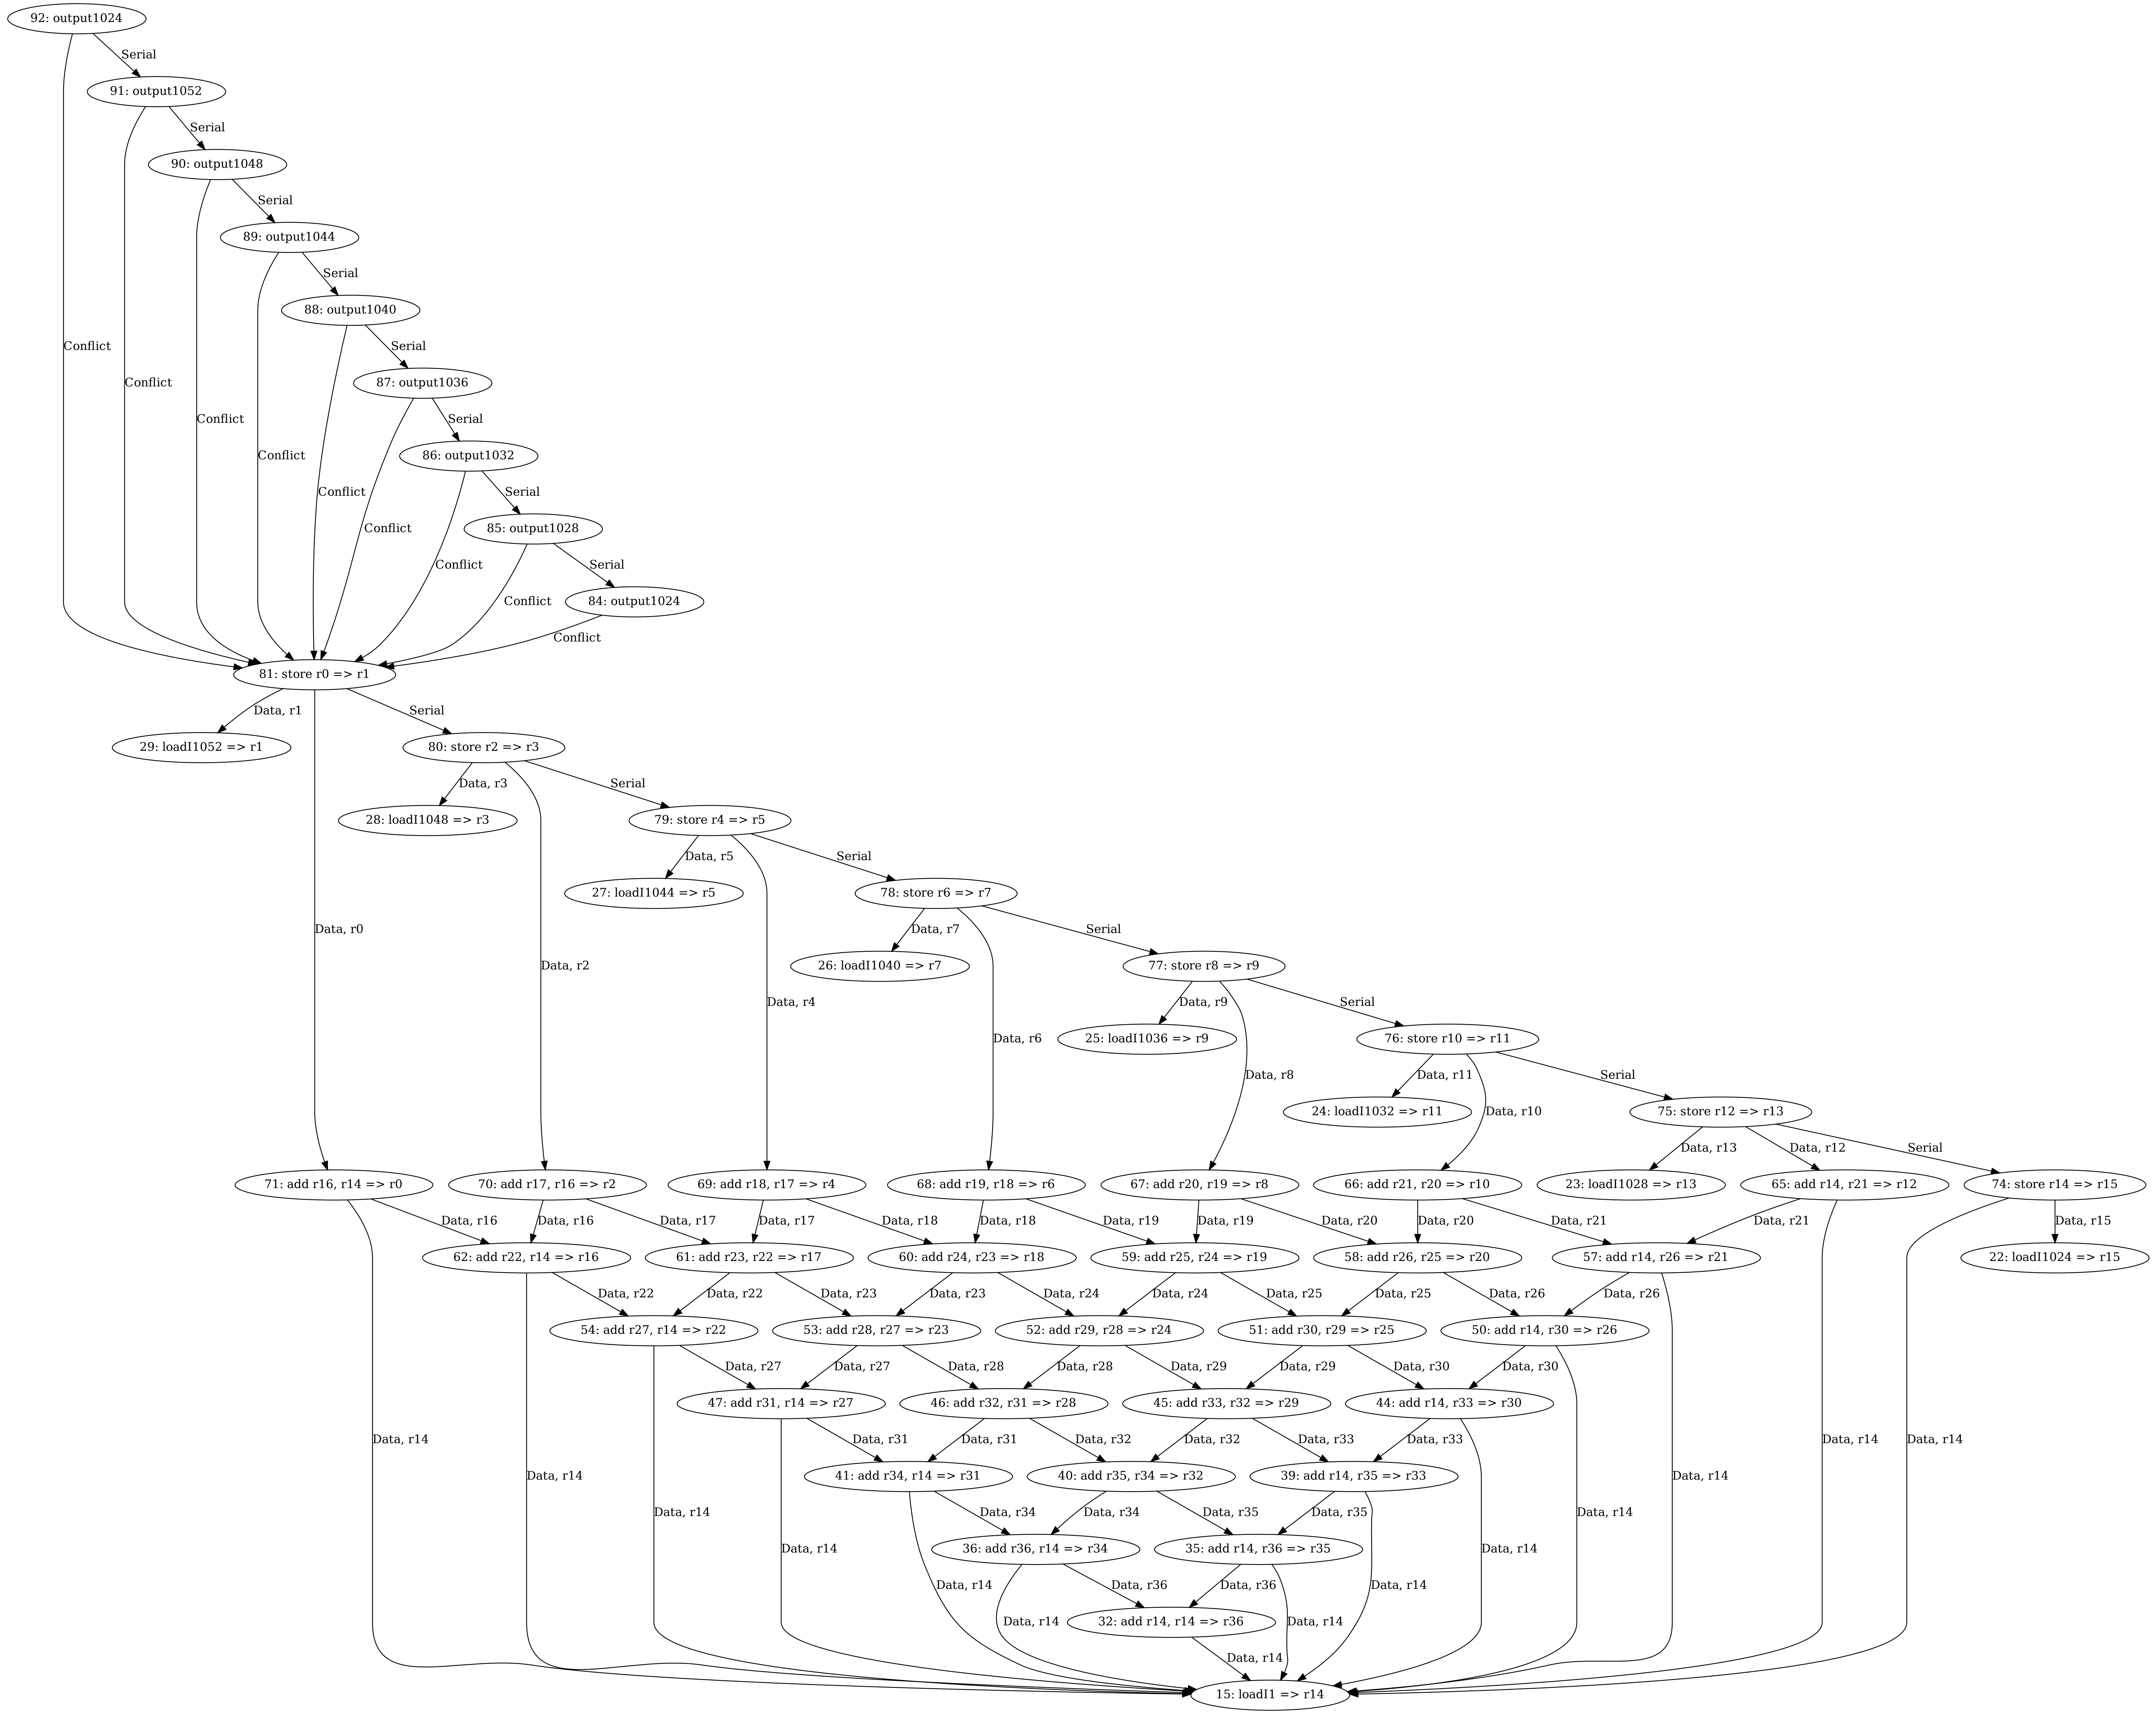 92: output1024
Serial
91: output1052
Serial
90: output1048
Serial
89: output1044
Serial
88: output1040
Conflict
Serial
87: output1036
Conflict
Serial
Conflict
86: output1032
Conflict
Serial
Conflict
85: output1028
Conflict
Serial
Conflict
84: output1024
Conflict
Conflict
81: store r0 => r1
Data, r1
Serial
29: loadI1052 => r1
80: store r2 => r3
Data, r3
Serial
28: loadI1048 => r3
79: store r4 => r5
Data, r5
Serial
27: loadI1044 => r5
78: store r6 => r7
Data, r0
Data, r7
Serial
26: loadI1040 => r7
77: store r8 => r9
Data, r2
Data, r4
Data, r9
Serial
Data, r6
25: loadI1036 => r9
76: store r10 => r11
Data, r8
Data, r11
Serial
24: loadI1032 => r11
Data, r10
75: store r12 => r13
Data, r13
Data, r12
Serial
71: add r16, r14 => r0
70: add r17, r16 => r2
69: add r18, r17 => r4
68: add r19, r18 => r6
67: add r20, r19 => r8
66: add r21, r20 => r10
23: loadI1028 => r13
65: add r14, r21 => r12
74: store r14 => r15
Data, r16
Data, r16
Data, r17
Data, r17
Data, r18
Data, r18
Data, r19
Data, r19
Data, r20
Data, r20
Data, r21
Data, r21
Data, r15
62: add r22, r14 => r16
61: add r23, r22 => r17
60: add r24, r23 => r18
59: add r25, r24 => r19
58: add r26, r25 => r20
57: add r14, r26 => r21
22: loadI1024 => r15
Data, r22
Data, r22
Data, r23
Data, r23
Data, r24
Data, r24
Data, r25
Data, r25
Data, r26
Data, r26
54: add r27, r14 => r22
53: add r28, r27 => r23
52: add r29, r28 => r24
51: add r30, r29 => r25
50: add r14, r30 => r26
Data, r27
Data, r27
Data, r28
Data, r28
Data, r29
Data, r29
Data, r30
Data, r30
47: add r31, r14 => r27
46: add r32, r31 => r28
45: add r33, r32 => r29
44: add r14, r33 => r30
Data, r14
Data, r31
Data, r31
Data, r32
Data, r32
Data, r33
Data, r33
Data, r14
Data, r14
Data, r14
41: add r34, r14 => r31
40: add r35, r34 => r32
39: add r14, r35 => r33
Data, r14
Data, r14
Data, r34
Data, r34
Data, r35
Data, r35
Data, r14
Data, r14
36: add r36, r14 => r34
35: add r14, r36 => r35
Data, r14
Data, r14
Data, r36
Data, r36
Data, r14
Data, r14
32: add r14, r14 => r36
Data, r14
Data, r14
15: loadI1 => r14